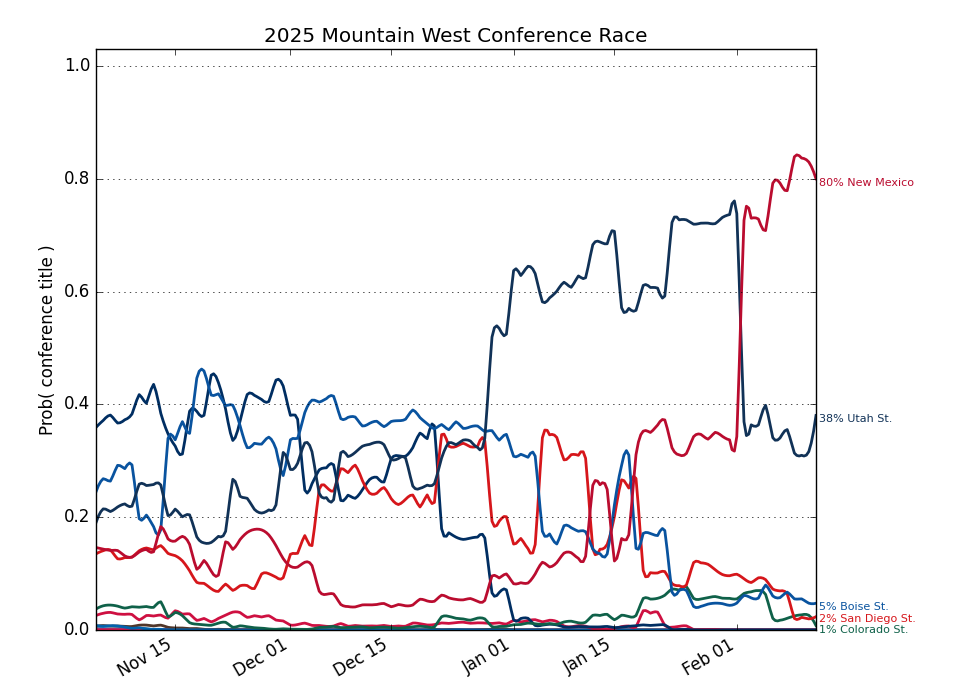 2025 Mountain West Conference Race
Prob( conference title )
1.0
0.8
0.6
0.4
0.2
0.0
80% New Mexico
38% Utah St.
5% Boise St.
2% San Diego St.
1% Colorado St.
Nov 15
Dec 01
Dec 15
Jan 01
Jan 15
Feb 01